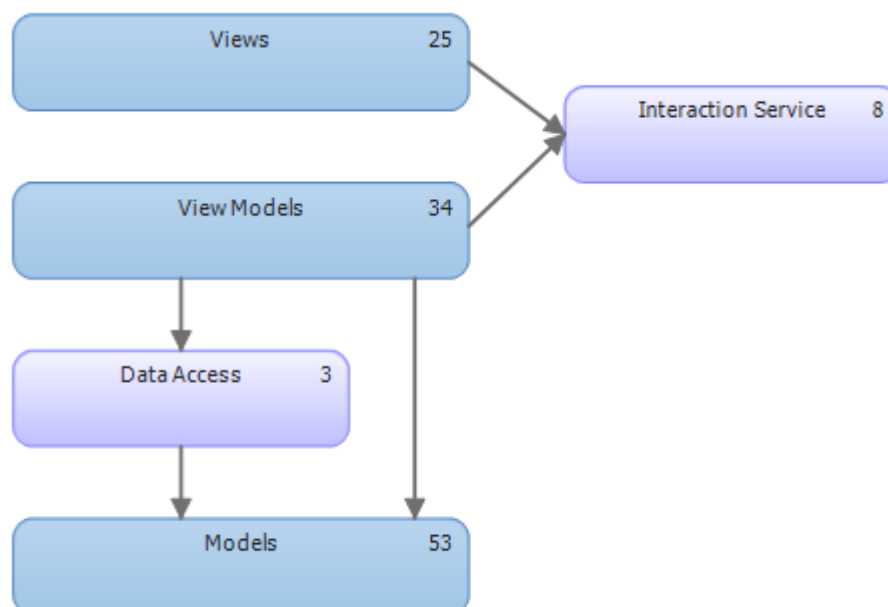 Views 25
Interaction Service 8
View Models 34
Data Access 3
Models 53